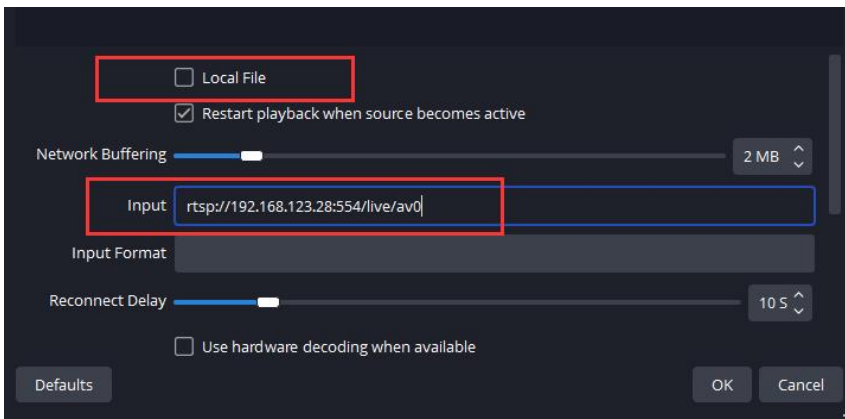 Local File
Restart playback when source becomes active
Network Buffering 2 MB
Input rtsp://192.168.123.28:554/live/av0
Input Format
Reconnect Delay 10 S
Use hardware decoding when available
Defaults OK Cancel